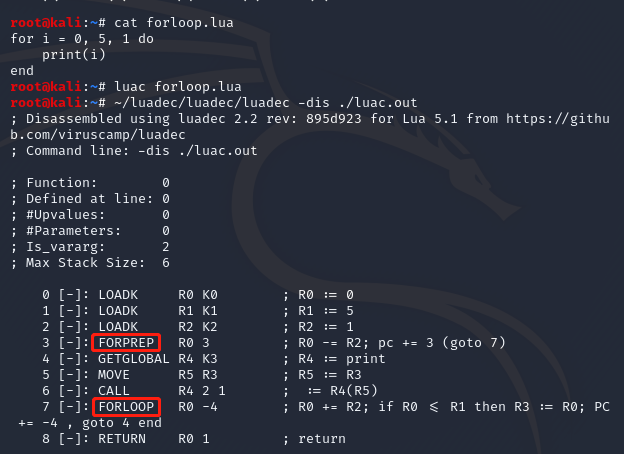 root@kali:~# cat forloop.lua
for i = 0, 5, 1 do
    print(i)
end
root@kali:~# luac forloop.lua
root@kali:~# ~/luadec/luadec/luadec -dis ./luac.out
; Disassembled using luadec 2.2 rev: 895d923 for Lua 5.1 from https://githu
b.com/viruscamp/luadec
; Command line: -dis ./luac.out

; Function:        0
; Defined at line: 0
; #Upvalues:       0
; #Parameters:     0
; Is_vararg:       2
; Max Stack Size:  6

    0 [-]: LOADK     R0 K0        ; R0 := 0
    1 [-]: LOADK     R1 K1        ; R1 := 5
    2 [-]: LOADK     R2 K2        ; R2 := 1
    3 [-]: FORPREP   R0 3         ; R0 -= R2; pc += 3 (goto 7)
    4 [-]: GETGLOBAL R4 K3        ; R4 := print
    5 [-]: MOVE      R5 R3        ; R5 := R3
    6 [-]: CALL      R4 2 1       ;  := R4(R5)
    7 [-]: FORLOOP   R0 -4        ; R0 += R2; if R0 <= R1 then R3 := R0; PC
 += -4 , goto 4 end
    8 [-]: RETURN    R0 1         ; return